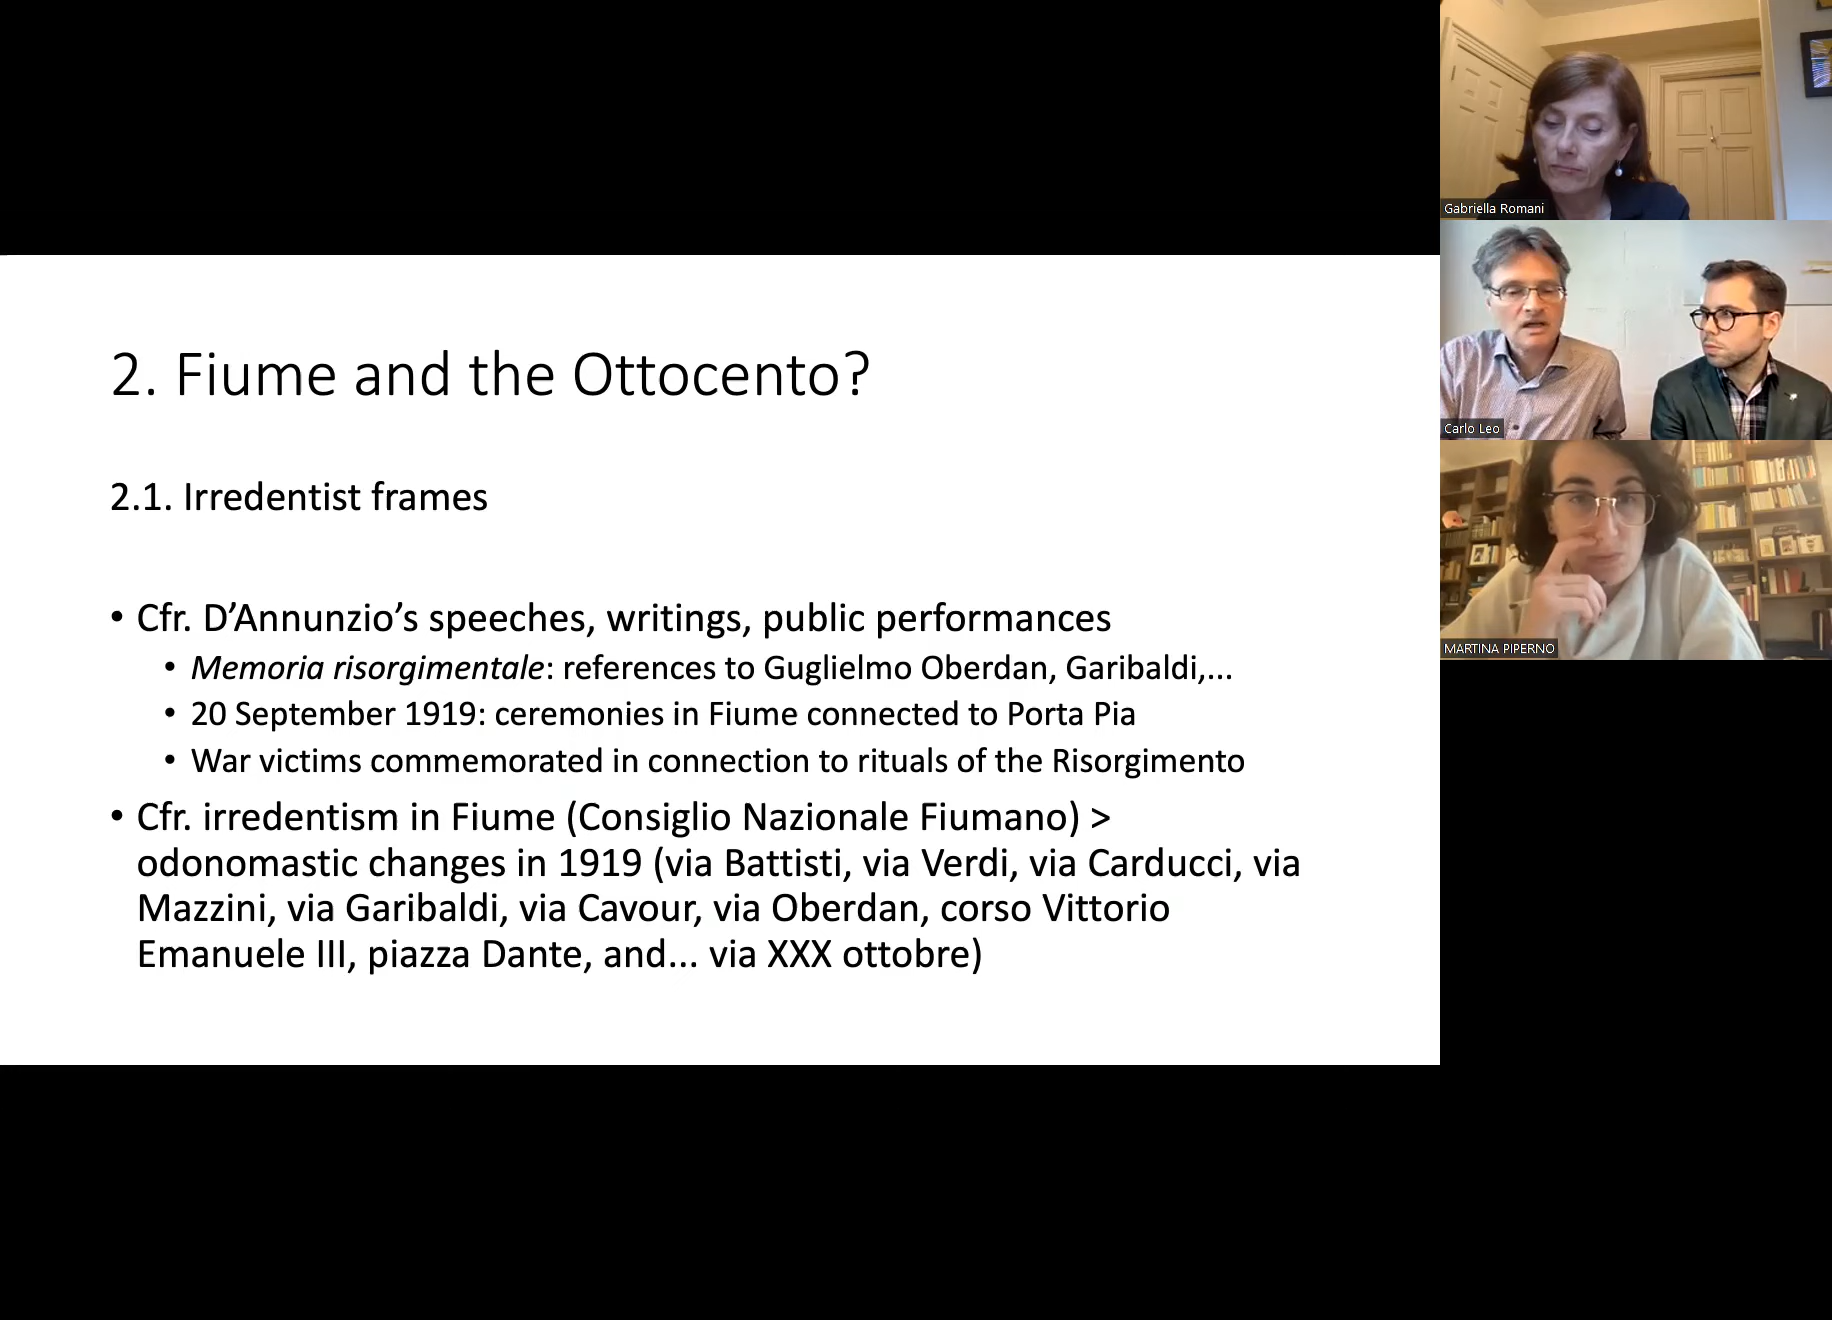 2. Fiume and the Ottocento?
2.1. Irredentist frames
• Cfr. D’Annunzio’s speeches, writings, public performances
• Memoria risorgimentale: references to Guglielmo Oberdan, Garibaldi,...
• 20 September 1919: ceremonies in Fiume connected to Porta Pia
• War victims commemorated in connection to rituals of the Risorgimento
• Cfr. irredentism in Fiume (Consiglio Nazionale Fiumano) >
odonomastic changes in 1919 (via Battisti, via Verdi, via Carducci, via
Mazzini, via Garibaldi, via Cavour, via Oberdan, corso Vittorio
Emanuele III, piazza Dante, and... via XXX ottobre)
Gabriella Romani
Carlo Leo
MARTINA PIPERNO